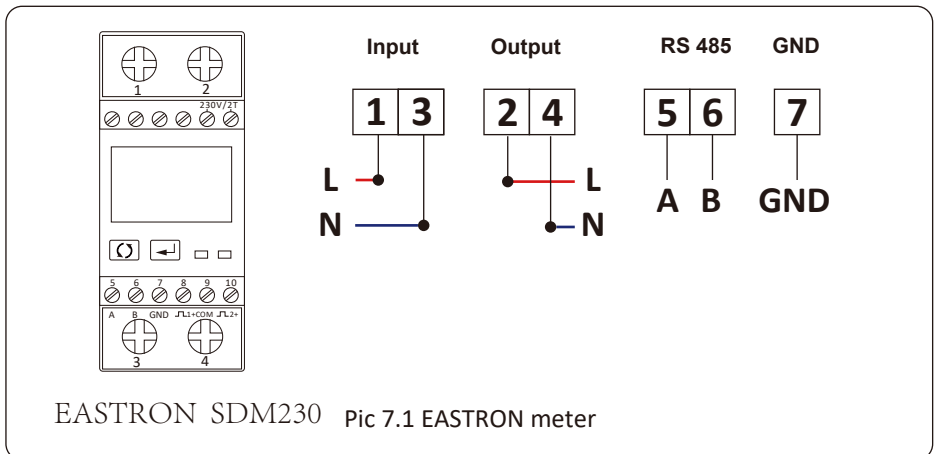 Input Output RS 485 GND
1 2
230V/2T
1 3 2 4 5 6 7
L L
A B GND
N N
5 6 7 8 9 10
A B GND 1+COM 2+
3 4
EASTRON SDM230 Pic 7.1 EASTRON meter